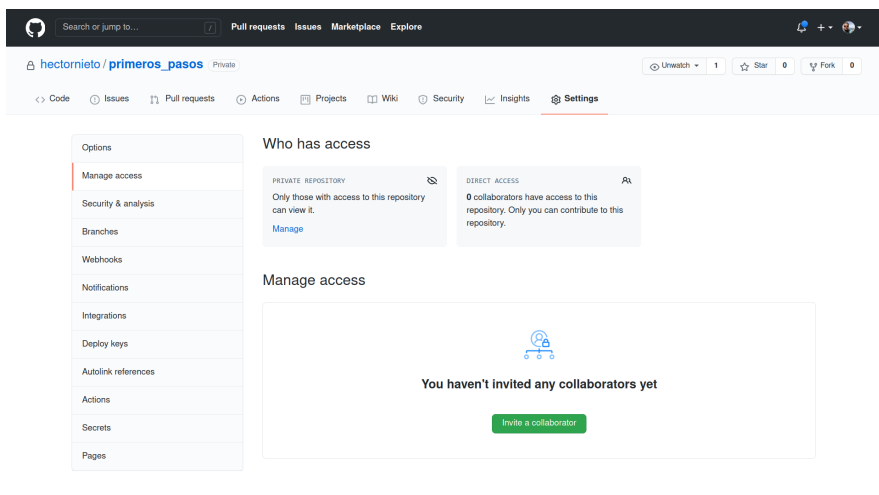 Search or jump to... / Pull requests Issues Marketplace Explore
hectornieto / primeros_pasos Private Unwatch 1 Star 0 Fork 0
Code Issues Pull requests Actions Projects Wiki Security Insights Settings
Options
Manage access
Security & analysis
Branches
Webhooks
Notifications
Integrations
Deploy keys
Autolink references
Actions
Secrets
Pages
Who has access
PRIVATE REPOSITORY
Only those with access to this repository
can view it.
Manage
DIRECT ACCESS
0 collaborators have access to this
repository. Only you can contribute to this
repository.
Manage access
You haven't invited any collaborators yet
Invite a collaborator